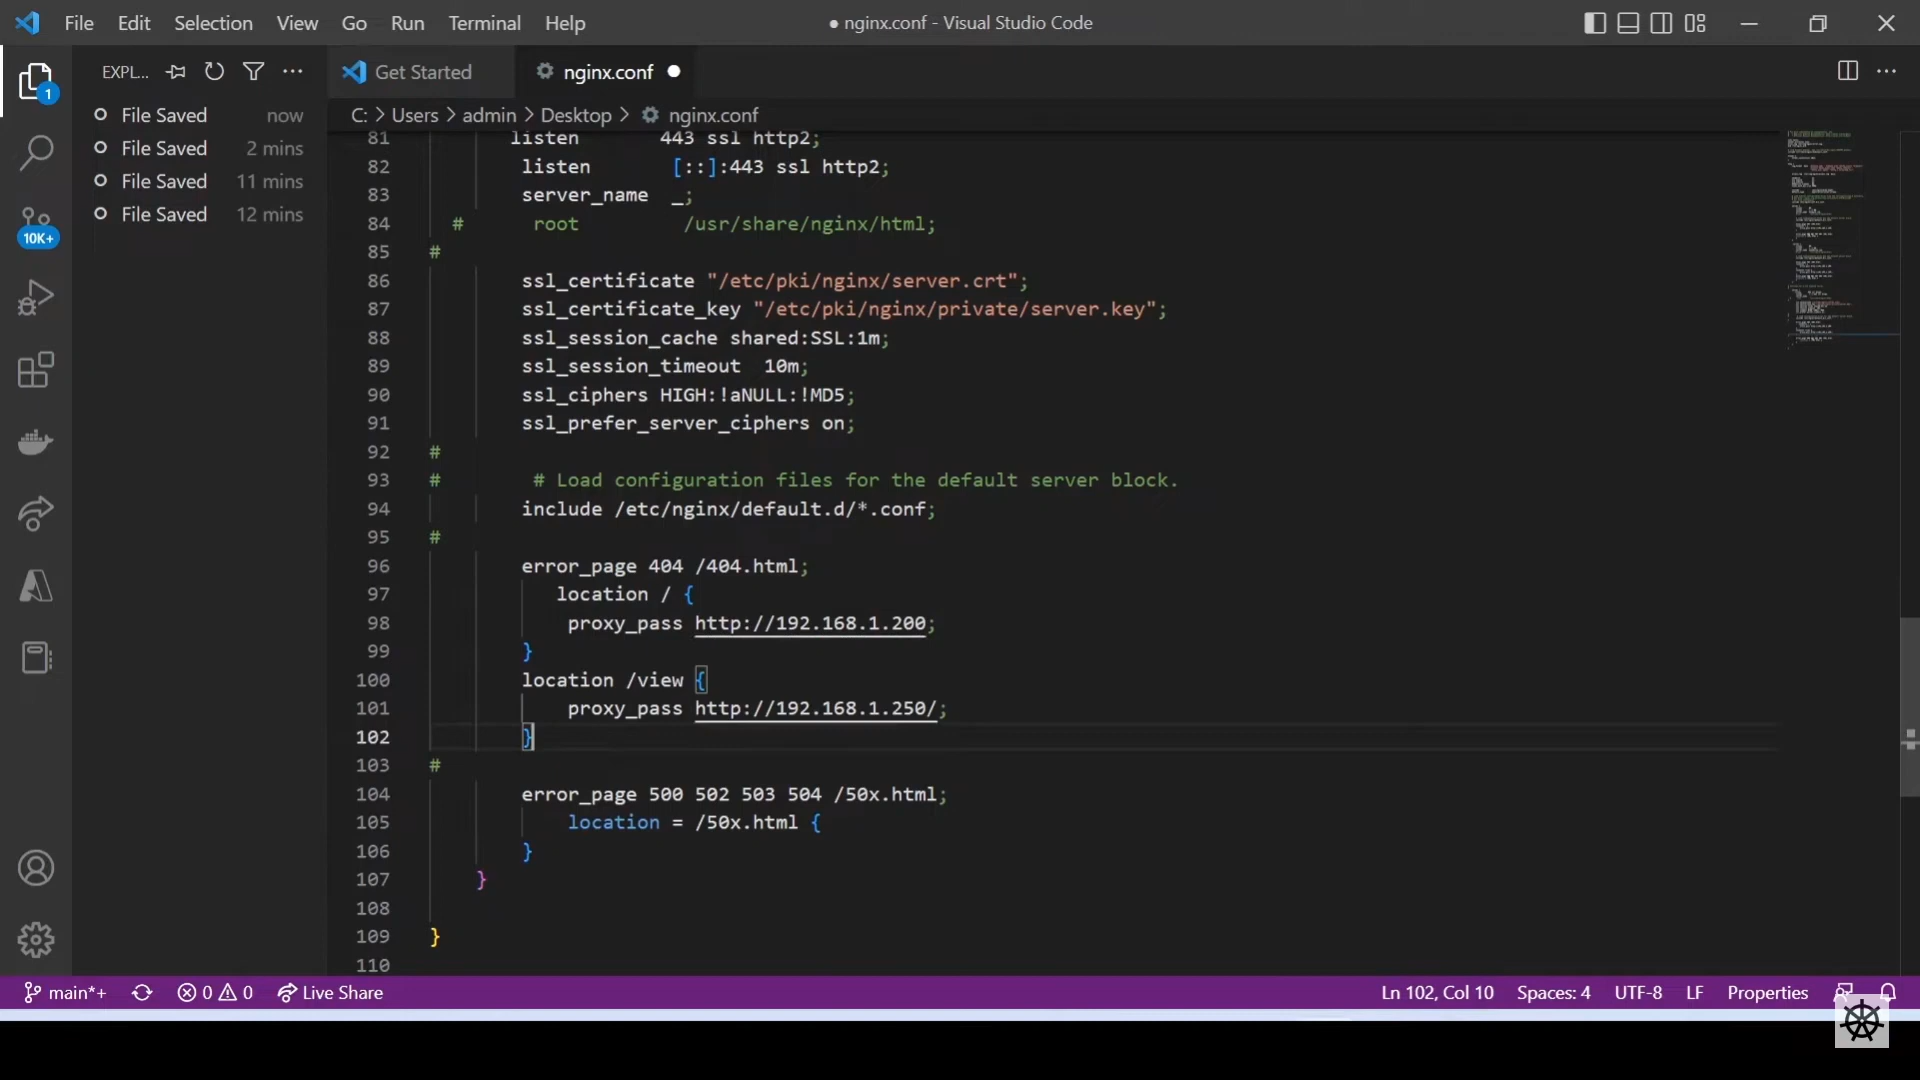 File Edit Selection View Go Run Terminal Help ● nginx.conf - Visual Studio Code
EXPL... Get Started nginx.conf
C: > Users > admin > Desktop > nginx.conf
1
File Saved now
File Saved 2 mins
File Saved 11 mins
File Saved 12 mins
10K+
81 listen 443 ssl http2;
82 listen [::]:443 ssl http2;
83 server_name _;
84 # root /usr/share/nginx/html;
85 #
86 ssl_certificate "/etc/pki/nginx/server.crt";
87 ssl_certificate_key "/etc/pki/nginx/private/server.key";
88 ssl_session_cache shared:SSL:1m;
89 ssl_session_timeout 10m;
90 ssl_ciphers HIGH:!aNULL:!MD5;
91 ssl_prefer_server_ciphers on;
92 #
93 # # Load configuration files for the default server block.
94 include /etc/nginx/default.d/*.conf;
95 #
96 error_page 404 /404.html;
97 location / {
98 proxy_pass http://192.168.1.200;
99 }
100 location /view {
101 proxy_pass http://192.168.1.250/;
102 }
103 #
104 error_page 500 502 503 504 /50x.html;
105 location = /50x.html {
106 }
107 }
108
109 }
110
main*+ 0 0 Live Share Ln 102, Col 10 Spaces: 4 UTF-8 LF Properties